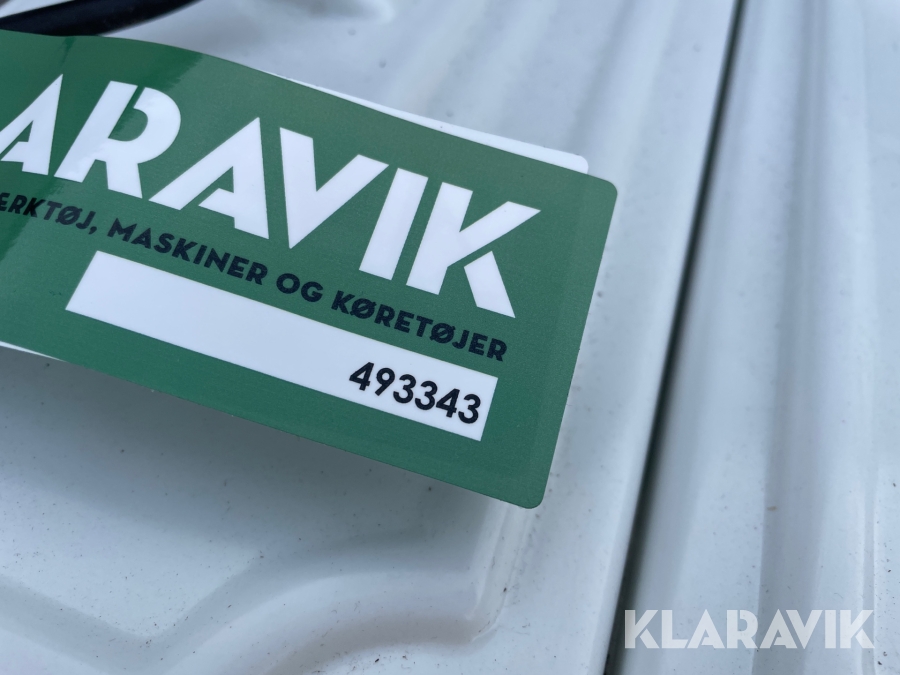 ARAVIK
ERKTØJ, MASKINER OG KØRETØJER
493343
KLARAVIK